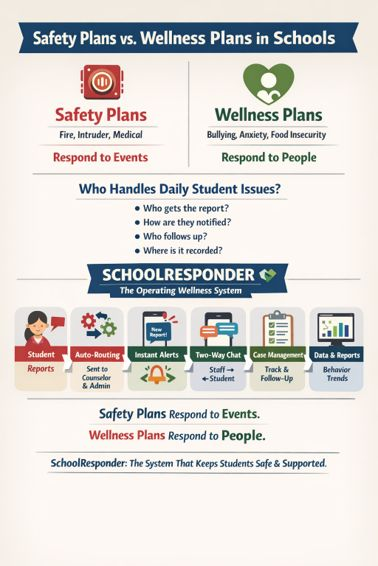 Safety Plans vs. Wellness Plans in Schools
Safety Plans
Fire, Intruder, Medical
Respond to Events
Wellness Plans
Bullying, Anxiety, Food Insecurity
Respond to People
Who Handles Daily Student Issues?
• Who gets the report?
• How are they notified?
• Who follows up?
• Where is it recorded?
SCHOOLRESPONDER
The Operating Wellness System
Student
Reports
Auto-Routing
Sent to
Counselor
& Admin
New
Report!
Instant Alerts
Two-Way Chat
Staff →
← Student
Case Management
Track &
Follow-Up
Data & Reports
Behavior
Trends
Safety Plans Respond to Events.
Wellness Plans Respond to People.
SchoolResponder: The System That Keeps Students Safe & Supported.